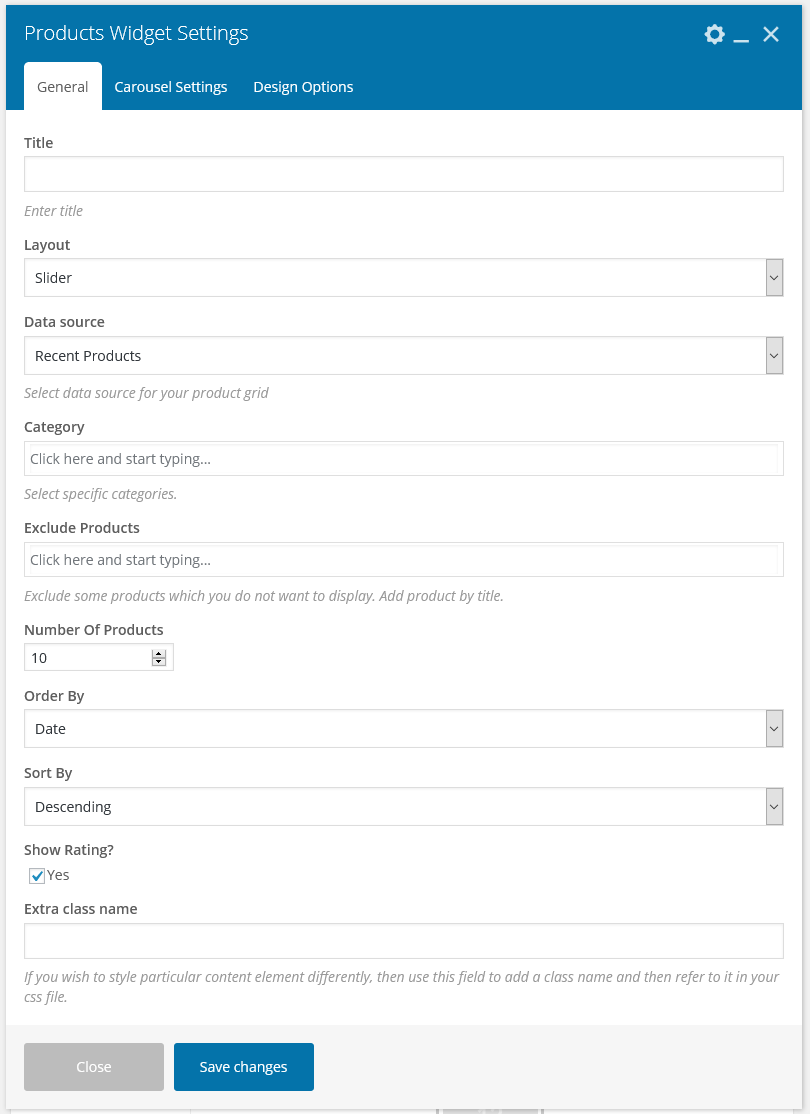 Products Widget Settings
General Carousel Settings Design Options
Title
Enter title
Layout
Slider
Data source
Recent Products
Select data source for your product grid
Category
Click here and start typing...
Select specific categories.
Exclude Products
Click here and start typing...
Exclude some products which you do not want to display. Add product by title.
Number Of Products
10
Order By
Date
Sort By
Descending
Show Rating?
Yes
Extra class name
If you wish to style particular content element differently, then use this field to add a class name and then refer to it in your
css file.
Close Save changes